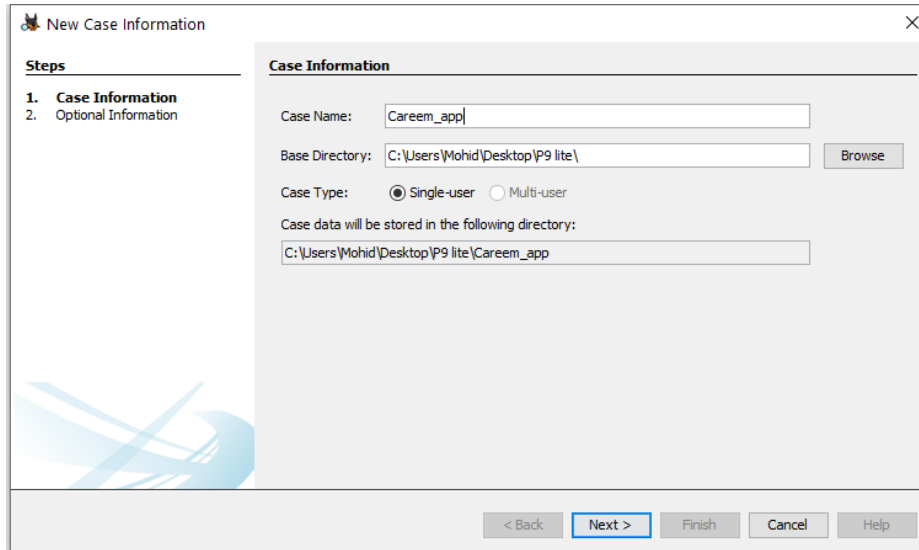 New Case Information
Steps
1. Case Information
2. Optional Information
Case Information
Case Name: Careem_app
Base Directory: C:\Users\Mohid\Desktop\P9 lite\ Browse
Case Type: Single-user Multi-user
Case data will be stored in the following directory:
C:\Users\Mohid\Desktop\P9 lite\Careem_app
< Back Next > Finish Cancel Help